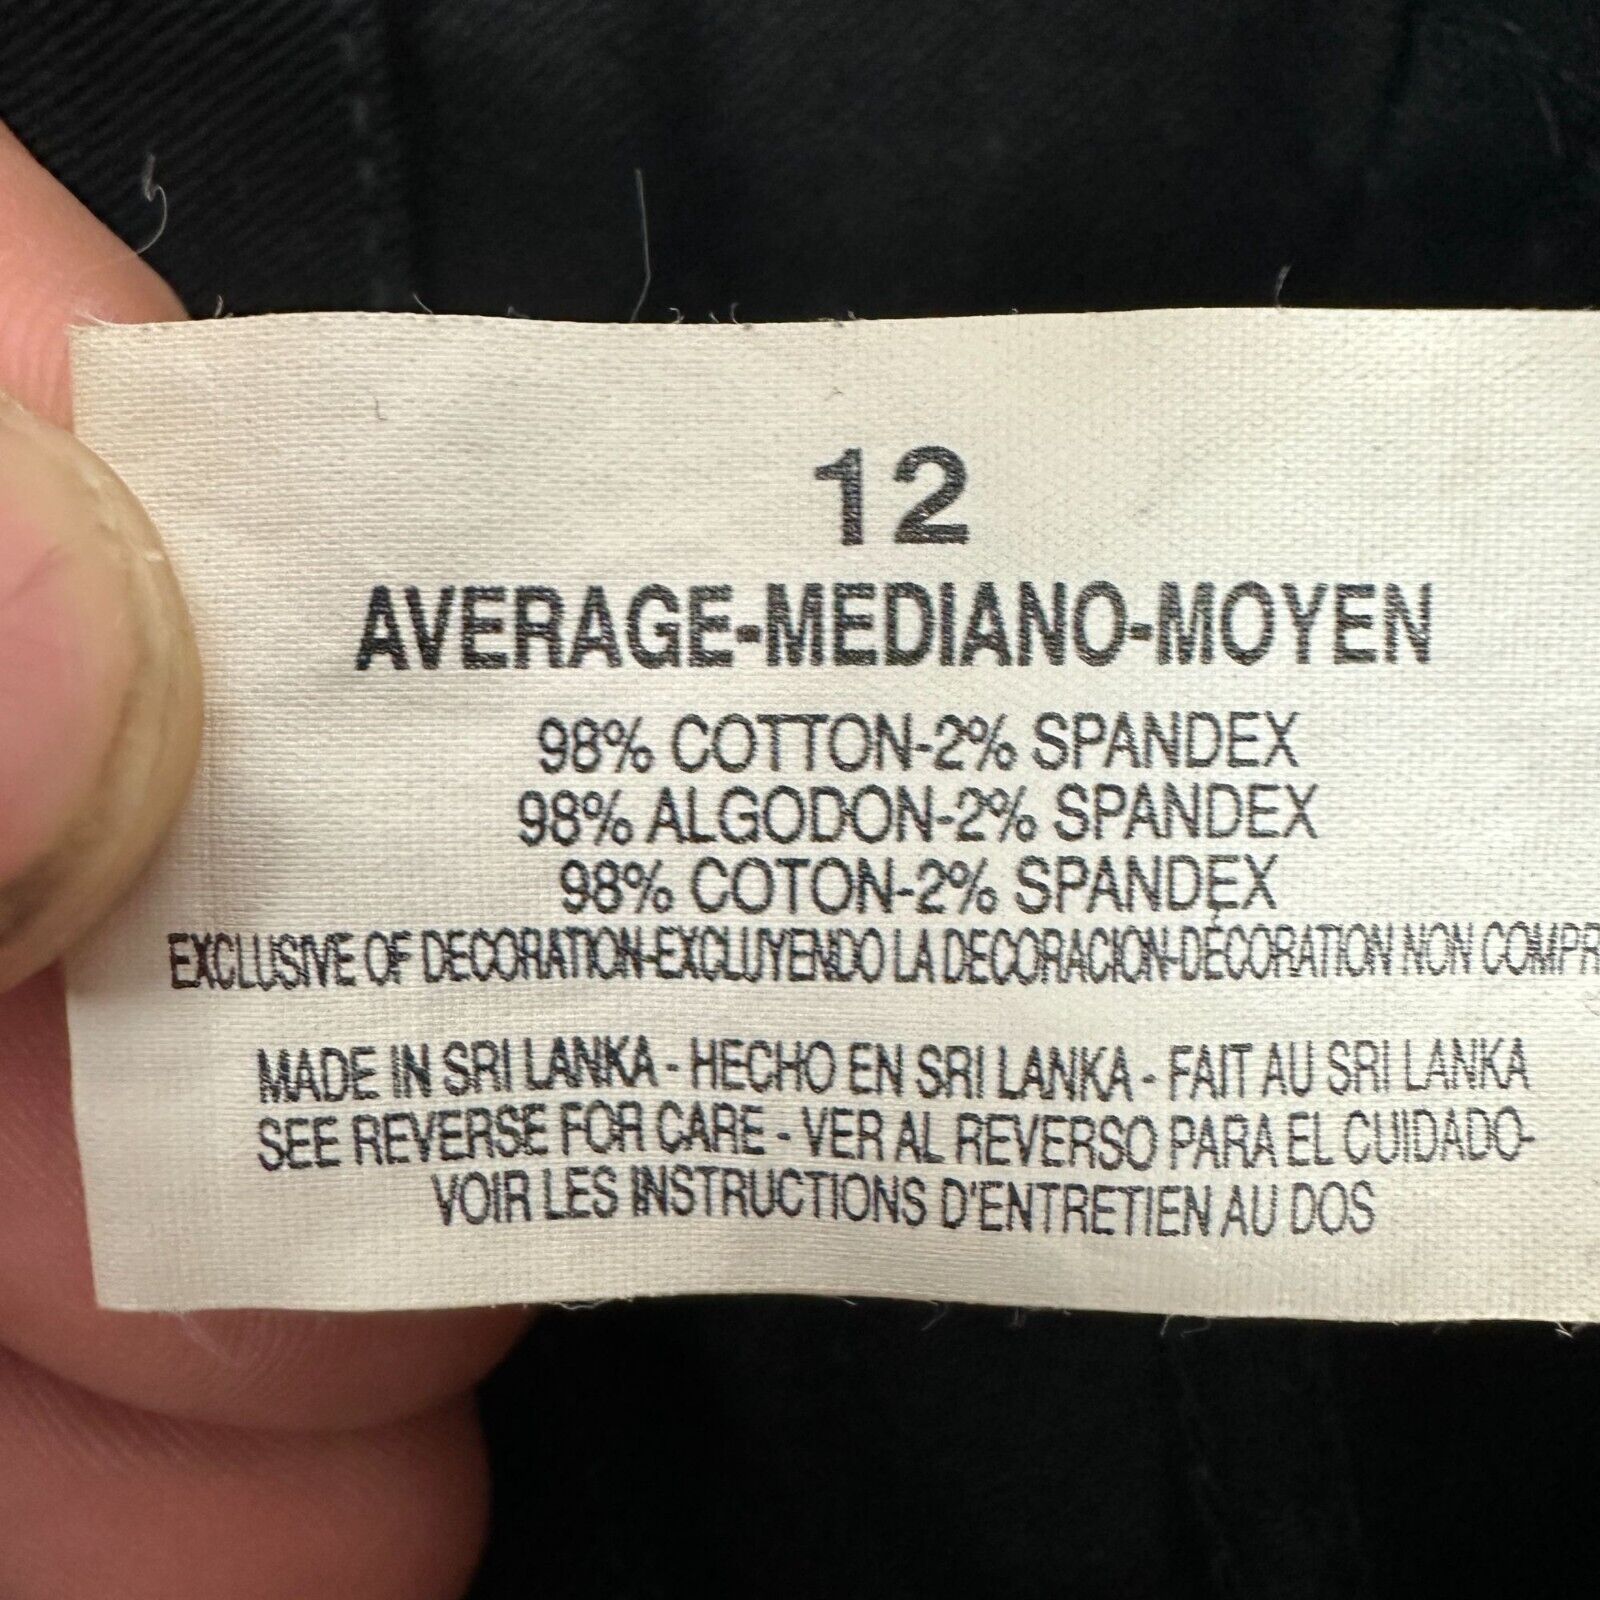 12
AVERAGE-MEDIANO-MOYEN
98% COTTON-2% SPANDEX
98% ALGODON-2% SPANDEX
98% COTON-2% SPANDEX
EXCLUSIVE OF DECORATION-EXCLUYENDO LA DECORACION-DECORATION NON COMPR
MADE IN SRI LANKA - HECHO EN SRI LANKA - FAIT AU SRI LANKA
SEE REVERSE FOR CARE - VER AL REVERSO PARA EL CUIDADO-
VOIR LES INSTRUCTIONS D'ENTRETIEN AU DOS